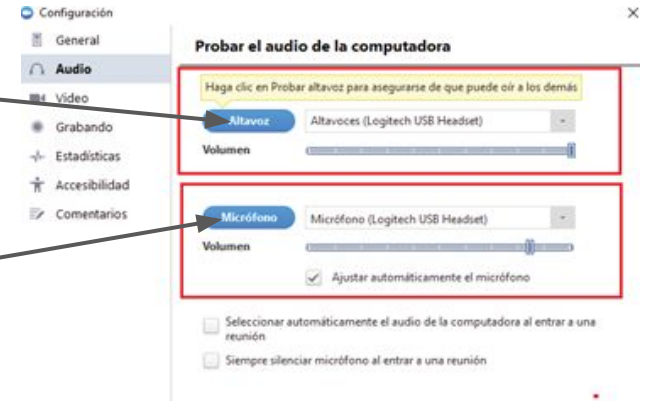 Configuración
General
Audio
Video
Grabando
Estadísticas
Accesibilidad
Comentarios
Probar el audio de la computadora
Haga clic en Probar altavoz para asegurarse de que puede oír a los demás
Altavoz
Altavoces (Logitech USB Headset)
Volumen
Micrófono
Micrófono (Logitech USB Headset)
Volumen
Ajustar automáticamente el micrófono
Seleccionar automáticamente el audio de la computadora al entrar a una
reunión
Siempre silenciar micrófono al entrar a una reunión